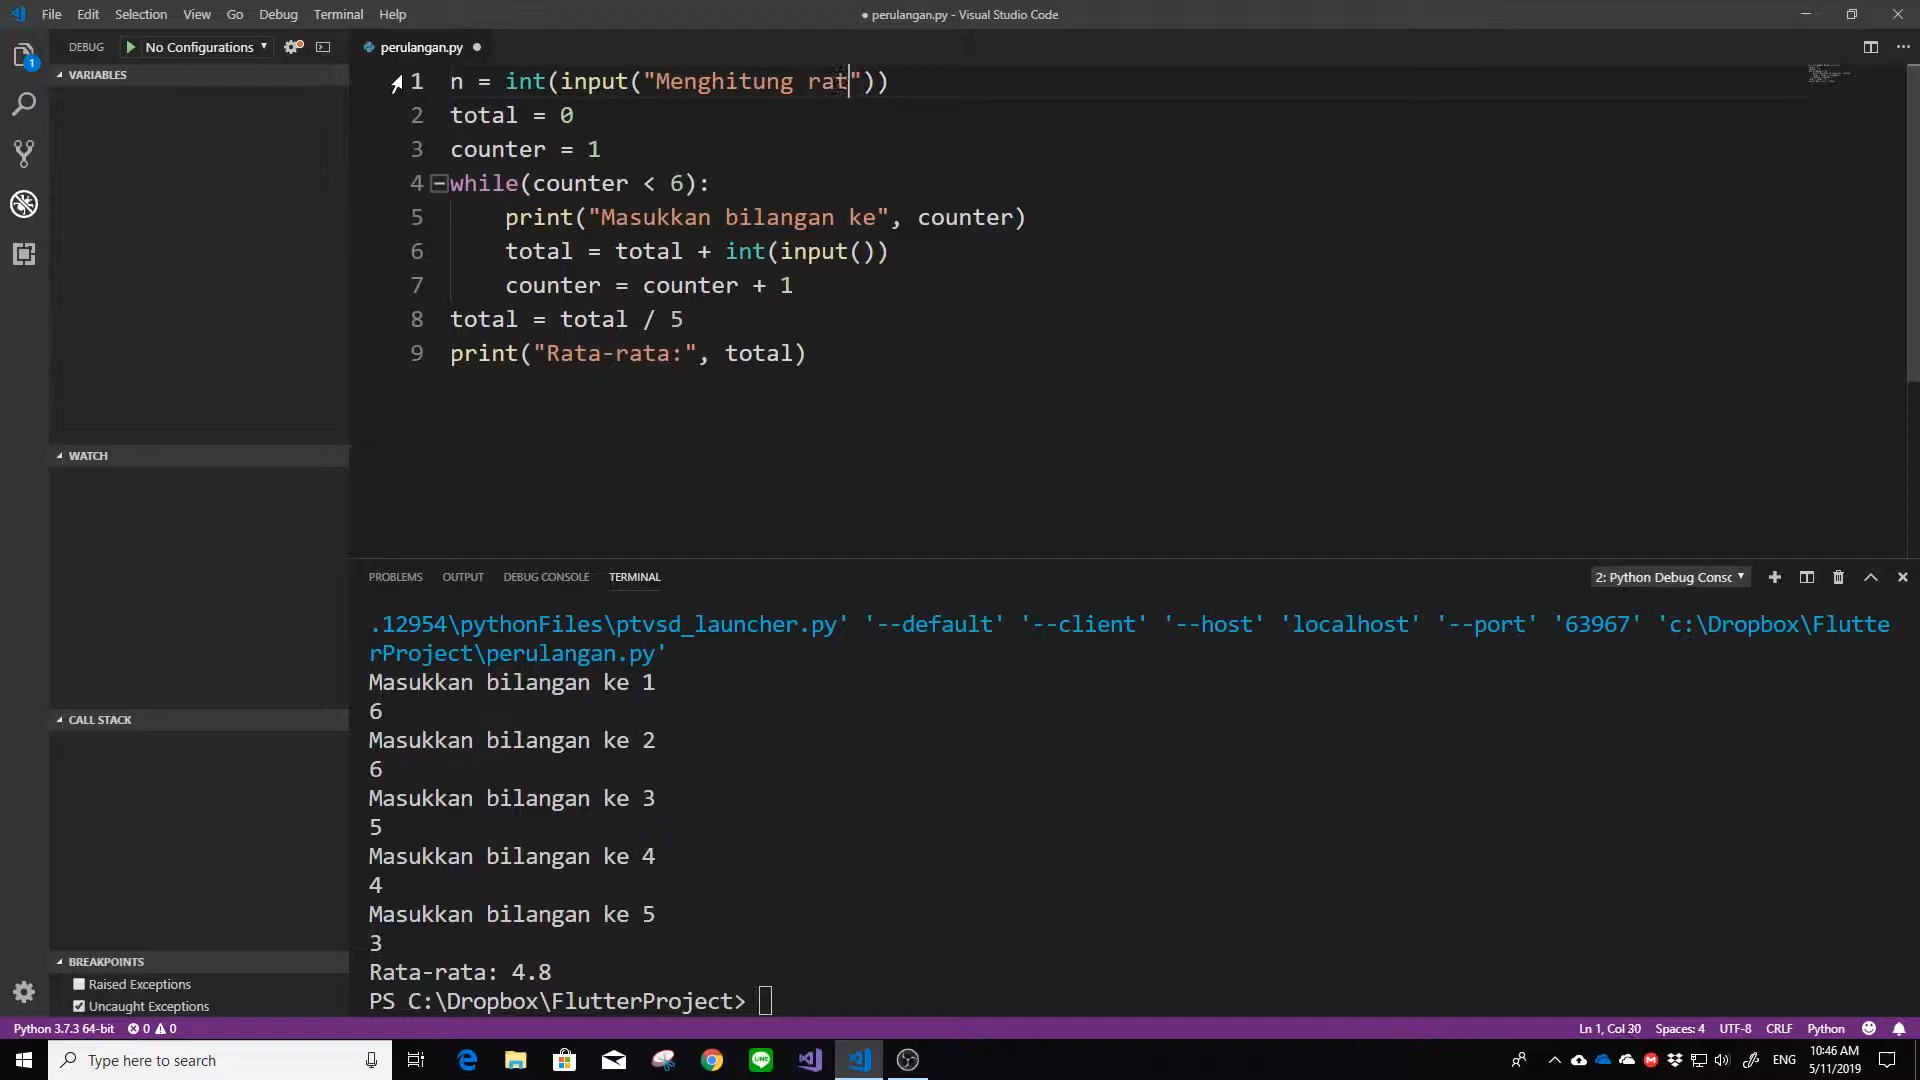 File Edit Selection View Go Debug Terminal Help
● perulangan.py - Visual Studio Code
DEBUG No Configurations
perulangan.py
VARIABLES
1 n = int(input("Menghitung rat"))
2 total = 0
3 counter = 1
4 while(counter < 6):
5 print("Masukkan bilangan ke", counter)
6 total = total + int(input())
7 counter = counter + 1
8 total = total / 5
9 print("Rata-rata:", total)
WATCH
CALL STACK
BREAKPOINTS
Raised Exceptions
Uncaught Exceptions
PROBLEMS OUTPUT DEBUG CONSOLE TERMINAL
2: Python Debug Consc
.12954\pythonFiles\ptvsd_launcher.py' '--default' '--client' '--host' 'localhost' '--port' '63967' 'c:\Dropbox\Flutte
rProject\perulangan.py'
Masukkan bilangan ke 1
6
Masukkan bilangan ke 2
6
Masukkan bilangan ke 3
5
Masukkan bilangan ke 4
4
Masukkan bilangan ke 5
3
Rata-rata: 4.8
PS C:\Dropbox\FlutterProject>
Python 3.7.3 64-bit 0 0
Ln 1, Col 30 Spaces: 4 UTF-8 CRLF Python
Type here to search
ENG
10:46 AM
5/11/2019